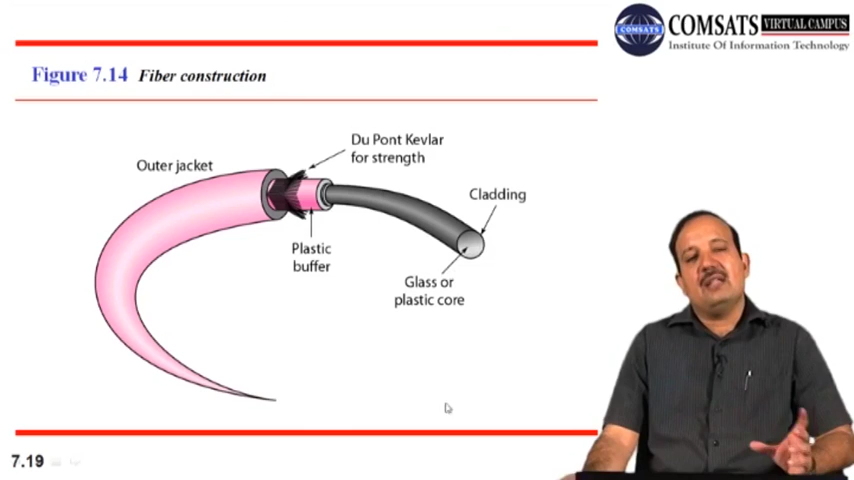 COMSATS VIRTUAL CAMPUS
Institute Of Information Technology
COMSATS
Figure 7.14 Fiber construction
Du Pont Kevlar
for strength
Outer jacket
Cladding
Plastic
buffer
Glass or
plastic core
7.19